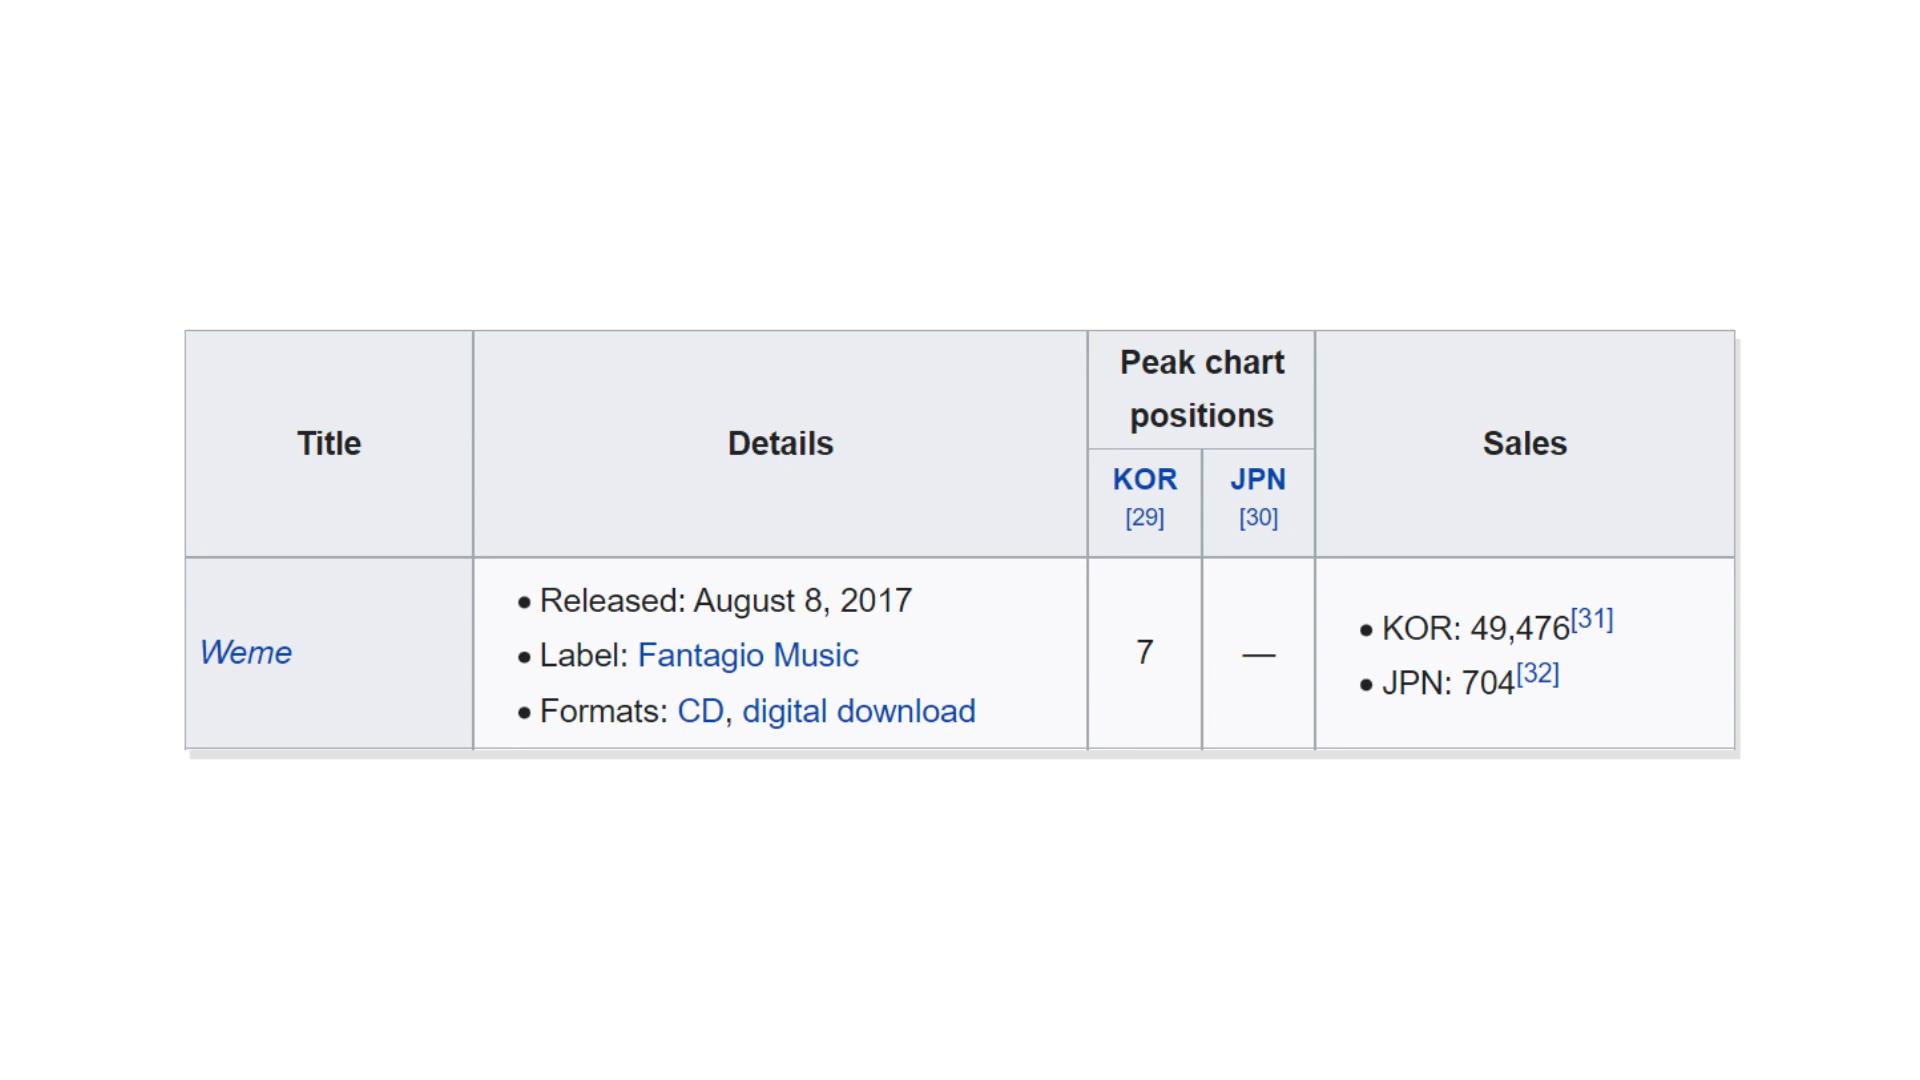 Title
Details
Peak chart
positions
Sales
KOR
[29]
JPN
[30]
Weme
• Released: August 8, 2017
• Label: Fantagio Music
• Formats: CD, digital download
7
—
• KOR: 49,476[31]
• JPN: 704[32]